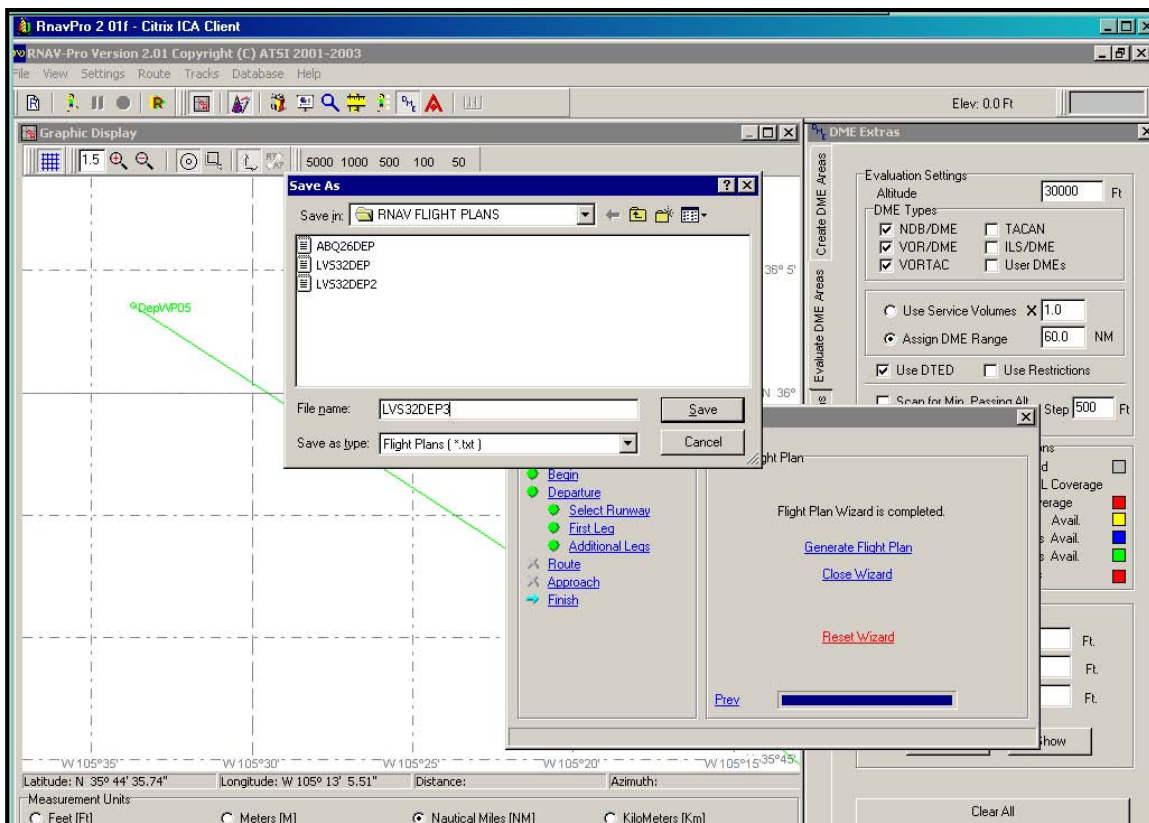 RnavPro 2 01f - Citrix ICA Client
RNAV-Pro Version 2.01 Copyright (C) ATSI 2001-2003
File View Settings Route Tracks Database Help
Elev: 0.0 Ft
Graphic Display
1.5
5000 1000 500 100 50
DepWP05
36° 5'
N 36°
35°45'
W 105°35' W 105°30' W 105°25' W 105°20' W 105°15'
Latitude: N 35° 44' 35.74" Longitude: W 105° 13' 5.51" Distance: Azimuth:
Measurement Units
Feet [Ft] Meters [M] Nautical Miles [NM] KiloMeters [Km]
Save As
Save in: RNAV FLIGHT PLANS
ABQ26DEP
LVS32DEP
LVS32DEP2
File name: LVS32DEP3 Save
Save as type: Flight Plans ( *.txt ) Cancel
Begin
Departure
Select Runway
First Leg
Additional Legs
Route
Approach
Finish
ght Plan
Flight Plan Wizard is completed.
Generate Flight Plan
Close Wizard
Reset Wizard
Prev
DME Extras
Create DME Areas
Evaluate DME Areas
Evaluation Settings
Altitude 30000 Ft
DME Types
NDB/DME TACAN
VOR/DME ILS/DME
VORTAC User DMEs
Use Service Volumes X 1.0
Assign DME Range 60.0 NM
Use DTED Use Restrictions
Scan for Min. Passing Alt Step 500 Ft
ns
d
L Coverage
erage
Avail.
s Avail.
s Avail.
Ft.
Ft.
Ft.
Show
Clear All